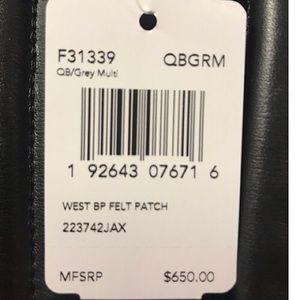 F31339 QBGRM
QB/Grey Multi
1 92643 07671 6
WEST BP FELT PATCH
223742JAX
MFSRP $650.00